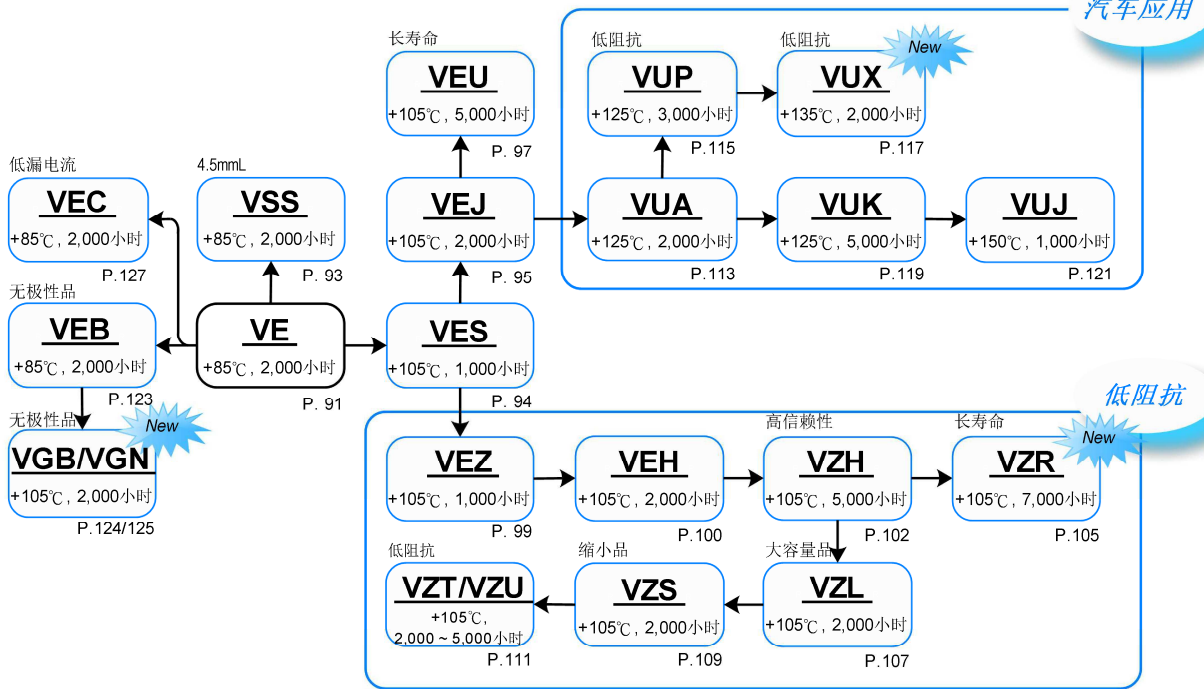 汽车应用
长寿命
VEU
+105℃, 5,000小时
P. 97
低阻抗
VUP
+125℃, 3,000小时
P.115
低阻抗
New
VUX
+135℃, 2,000小时
P.117
低漏电流
VEC
+85℃, 2,000小时
P.127
4.5mmL
VSS
+85℃, 2,000小时
P. 93
VEJ
+105℃, 2,000小时
P. 95
VUA
+125℃, 2,000小时
P.113
VUK
+125℃, 5,000小时
P.119
VUJ
+150℃, 1,000小时
P.121
无极性品
VEB
+85℃, 2,000小时
P.123
VE
+85℃, 2,000小时
P. 91
VES
+105℃, 1,000小时
P. 94
无极性品
New
VGB/VGN
+105℃, 2,000小时
P.124/125
低阻抗
VEZ
+105℃, 1,000小时
P. 99
VEH
+105℃, 2,000小时
P.100
高信赖性
VZH
+105℃, 5,000小时
P.102
长寿命
New
VZR
+105℃, 7,000小时
P.105
低阻抗
VZT/VZU
+105℃,
2,000 ~ 5,000小时
P.111
缩小品
VZS
+105℃, 2,000小时
P.109
大容量品
VZL
+105℃, 2,000小时
P.107